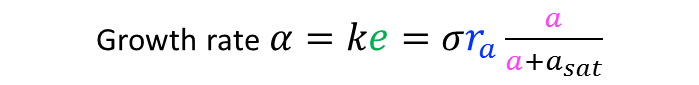 Growth rate α = ke = σr_a a/(a+a_sat)